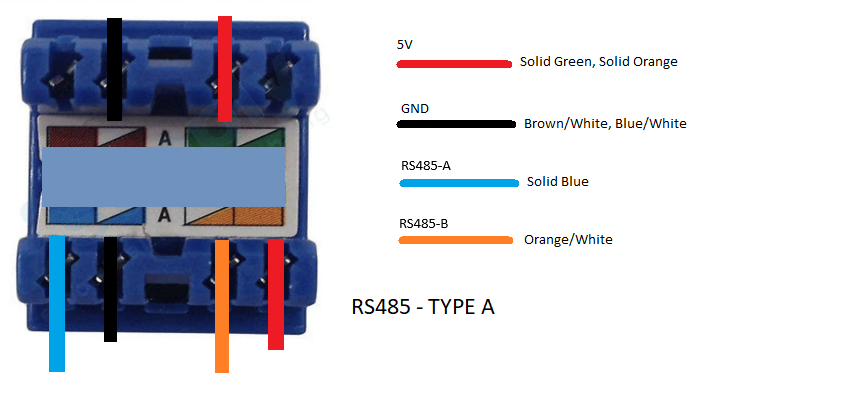 5V
Solid Green, Solid Orange
GND
Brown/White, Blue/White
A
RS485-A
Solid Blue
A
RS485-B
Orange/White
RS485 - TYPE A